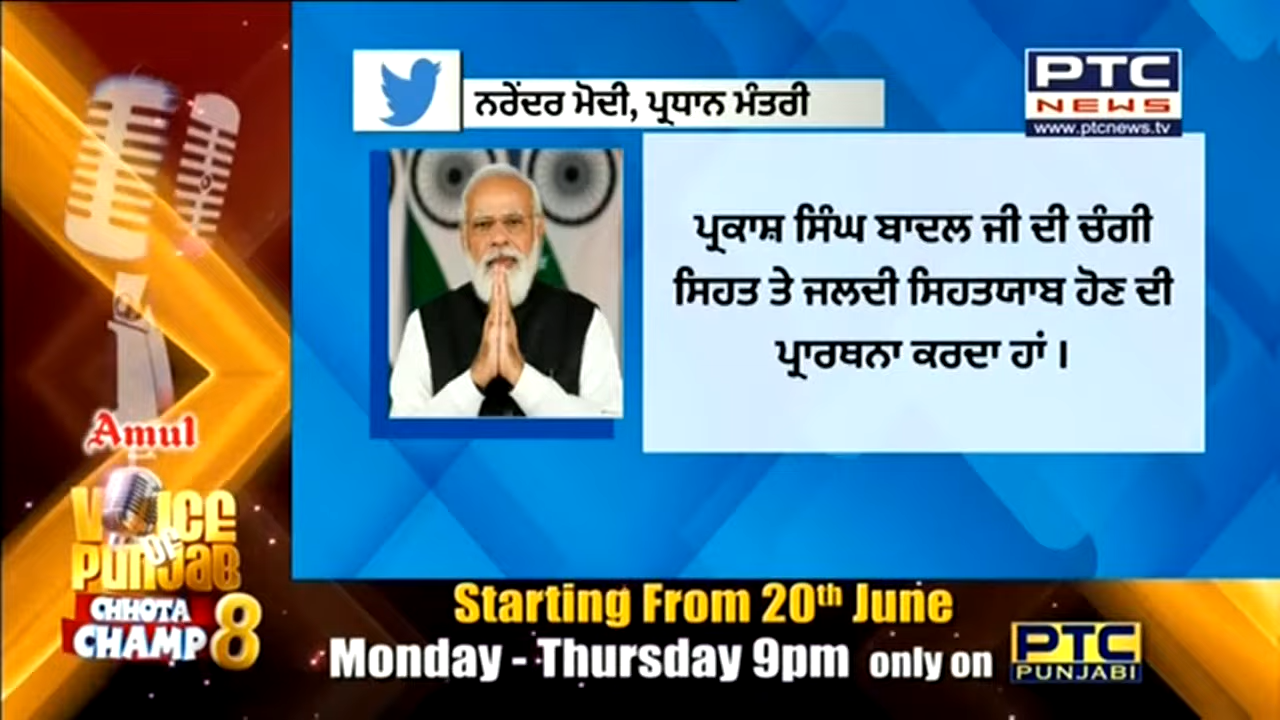 ਨਰੇਂਦਰ ਮੋਦੀ, ਪ੍ਰਧਾਨ ਮੰਤਰੀ
PTC
NEWS
www.ptcnews.tv
ਪ੍ਰਕਾਸ਼ ਸਿੰਘ ਬਾਦਲ ਜੀ ਦੀ ਚੰਗੀ
ਸਿਹਤ ਤੇ ਜਲਦੀ ਸਿਹਤਯਾਬ ਹੋਣ ਦੀ
ਪ੍ਰਾਰਥਨਾ ਕਰਦਾ ਹਾਂ ।
Amul
VOICE
OF
PUNJAB
CHHOTA
CHAMP 8
Starting From 20th June
Monday - Thursday 9pm only on
PTC
PUNJABI